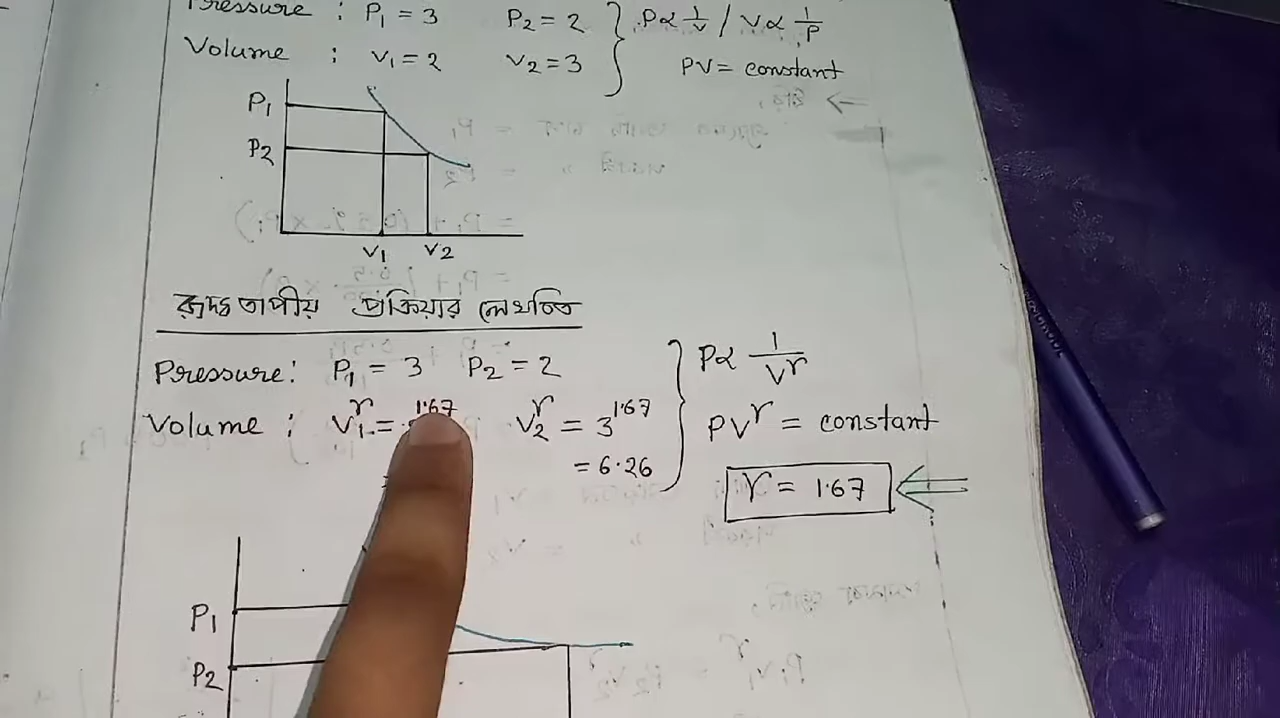 Pressure : P₁ = 3 P₂ = 2 } P∝ 1/V / V∝ 1/P
Volume : V₁ = 2 V₂ = 3 PV = constant
P₁
P₂
V₁ V₂
রুদ্ধতাপীয় প্রক্রিয়ার লেখচিত্র
Pressure: P₁ = 3 P₂ = 2 } P∝ 1/V^γ
Volume : V₁^γ = 1.67 V₂^γ = 3^1.67 PV^γ = constant
= 6.26 γ = 1.67
P₁
P₂